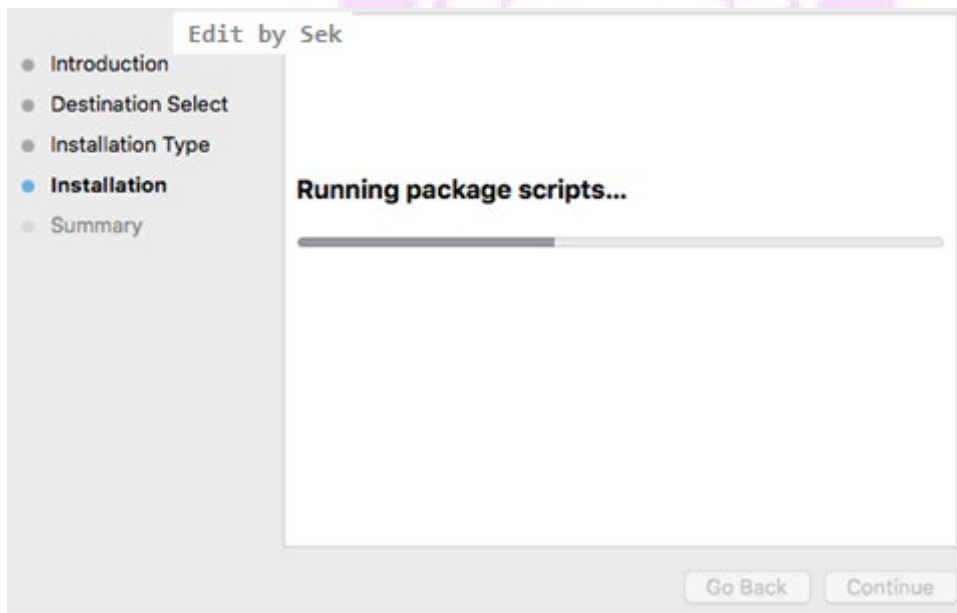 Edit by Sek
Introduction
Destination Select
Installation Type
Installation
Summary
Running package scripts...
Go Back
Continue